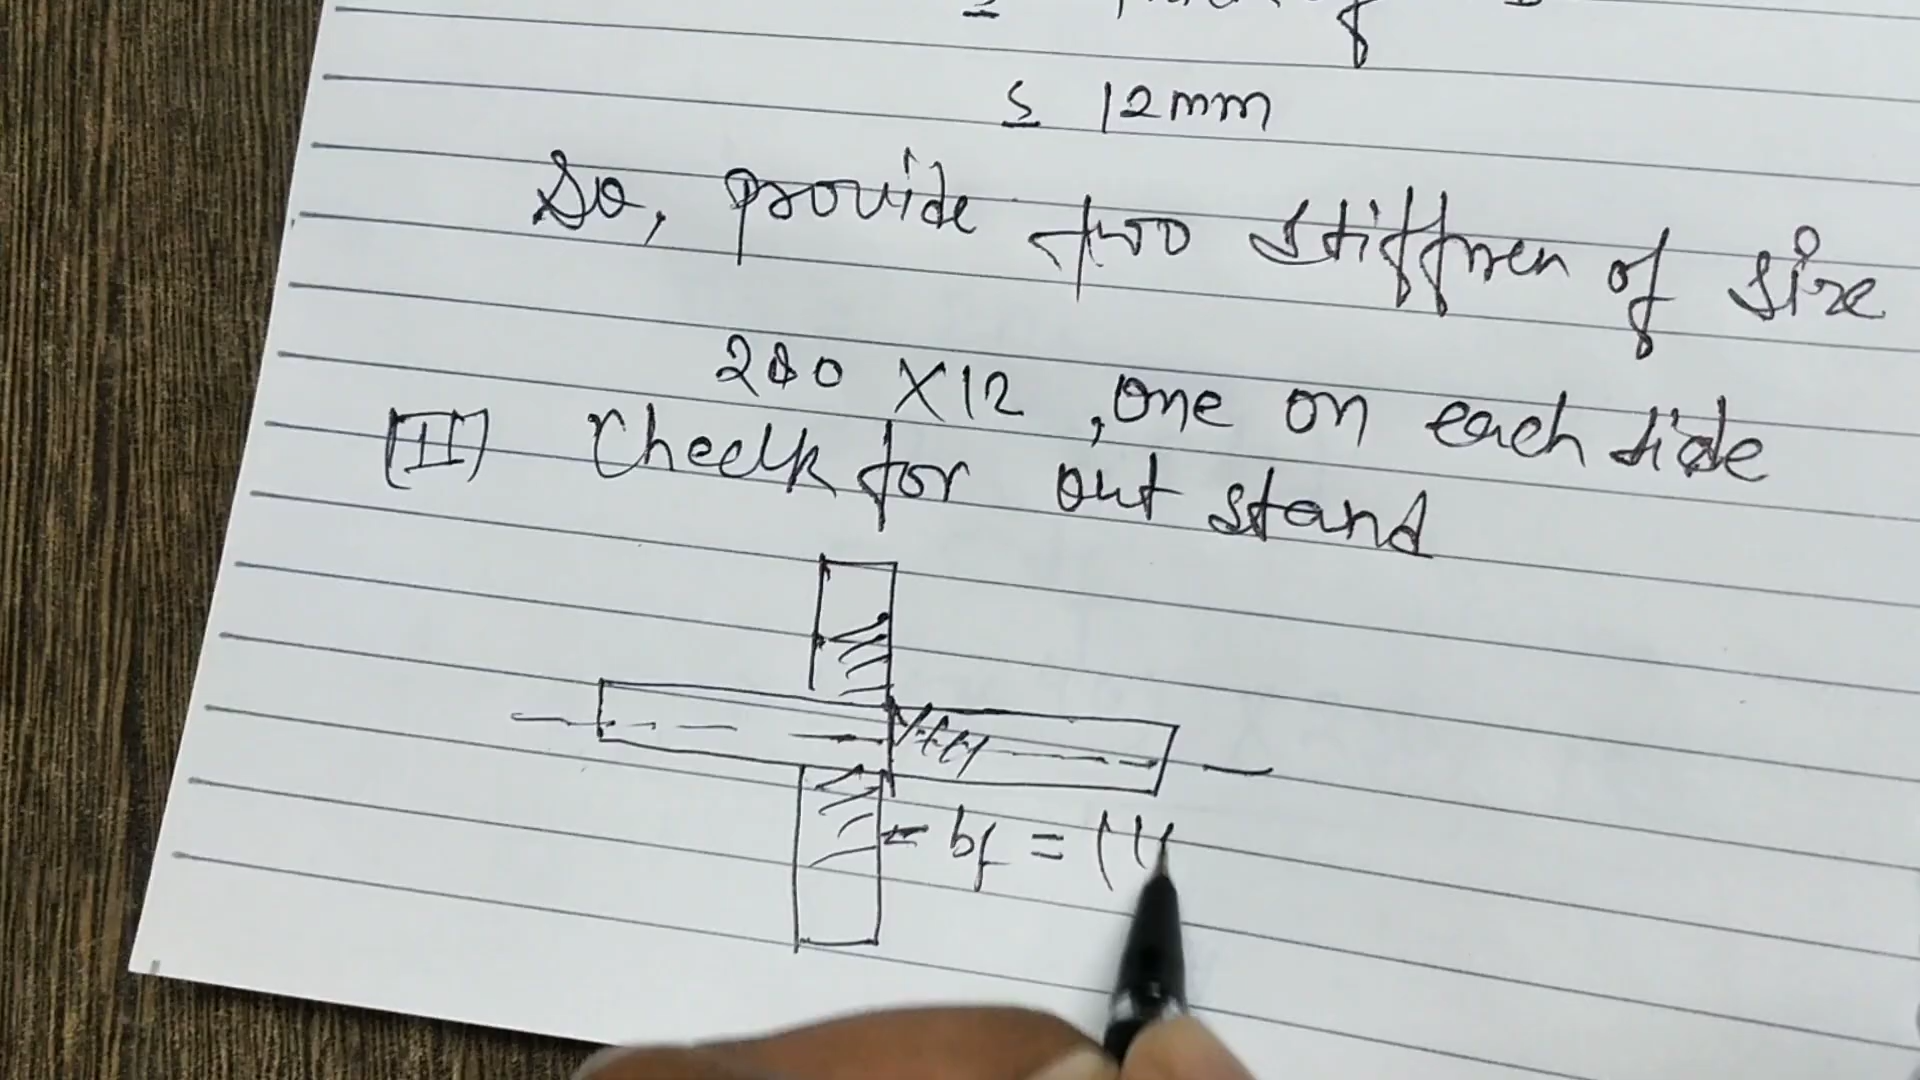 ≤ 12mm
So, provide two stiffner of size
280 X12 , one on each side
(II) Check for out stand
bf = (1